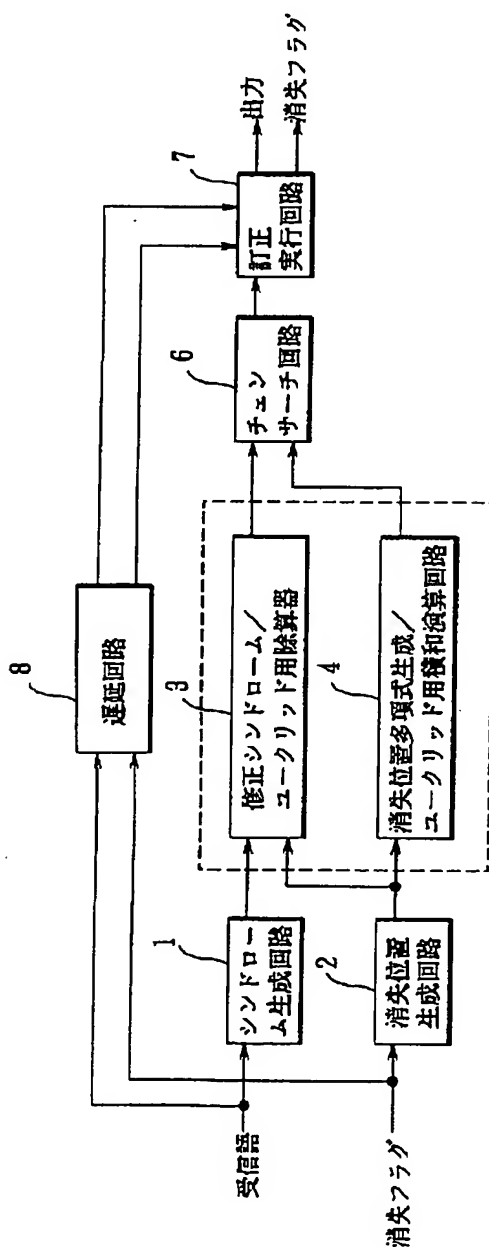 8
遅延回路
受信語
1
シンドロー
ム生成回路
3
修正シンドローム／
ユークリッド用除算器
6
チェン
サーチ回路
7
訂正
実行回路
出力
消失フラグ
消失フラグ
2
消失位置
生成回路
4
消失位置多項式生成／
ユークリッド用積和演算回路